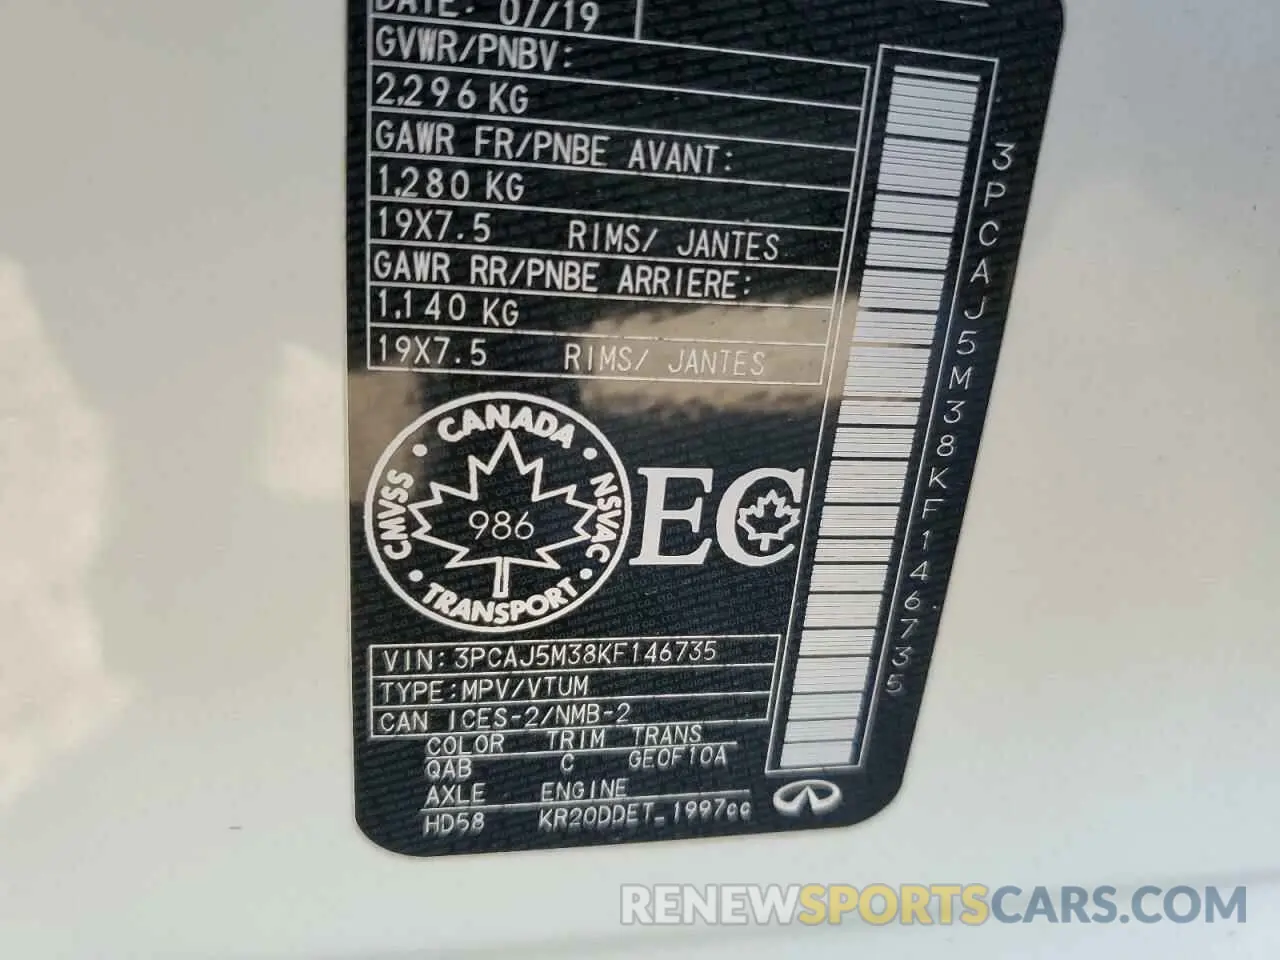 DATE: 07/19
GVWR/PNBV:
2,296 KG
GAWR FR/PNBE AVANT:
1,280 KG
19X7.5 RIMS/ JANTES
GAWR RR/PNBE ARRIERE:
1,140 KG
19X7.5 RIMS/ JANTES
CANADA
CMVSS
NSVAC
986
TRANSPORT
EC
VIN:3PCAJ5M38KF146735
TYPE:MPV/VTUM
CAN ICES-2/NMB-2
COLOR TRIM TRANS
QAB C GE0F10A
AXLE ENGINE
HD58 KR20DDET_1997cc
3PCAJ5M38KF146735
RENEWSPORTSCARS.COM